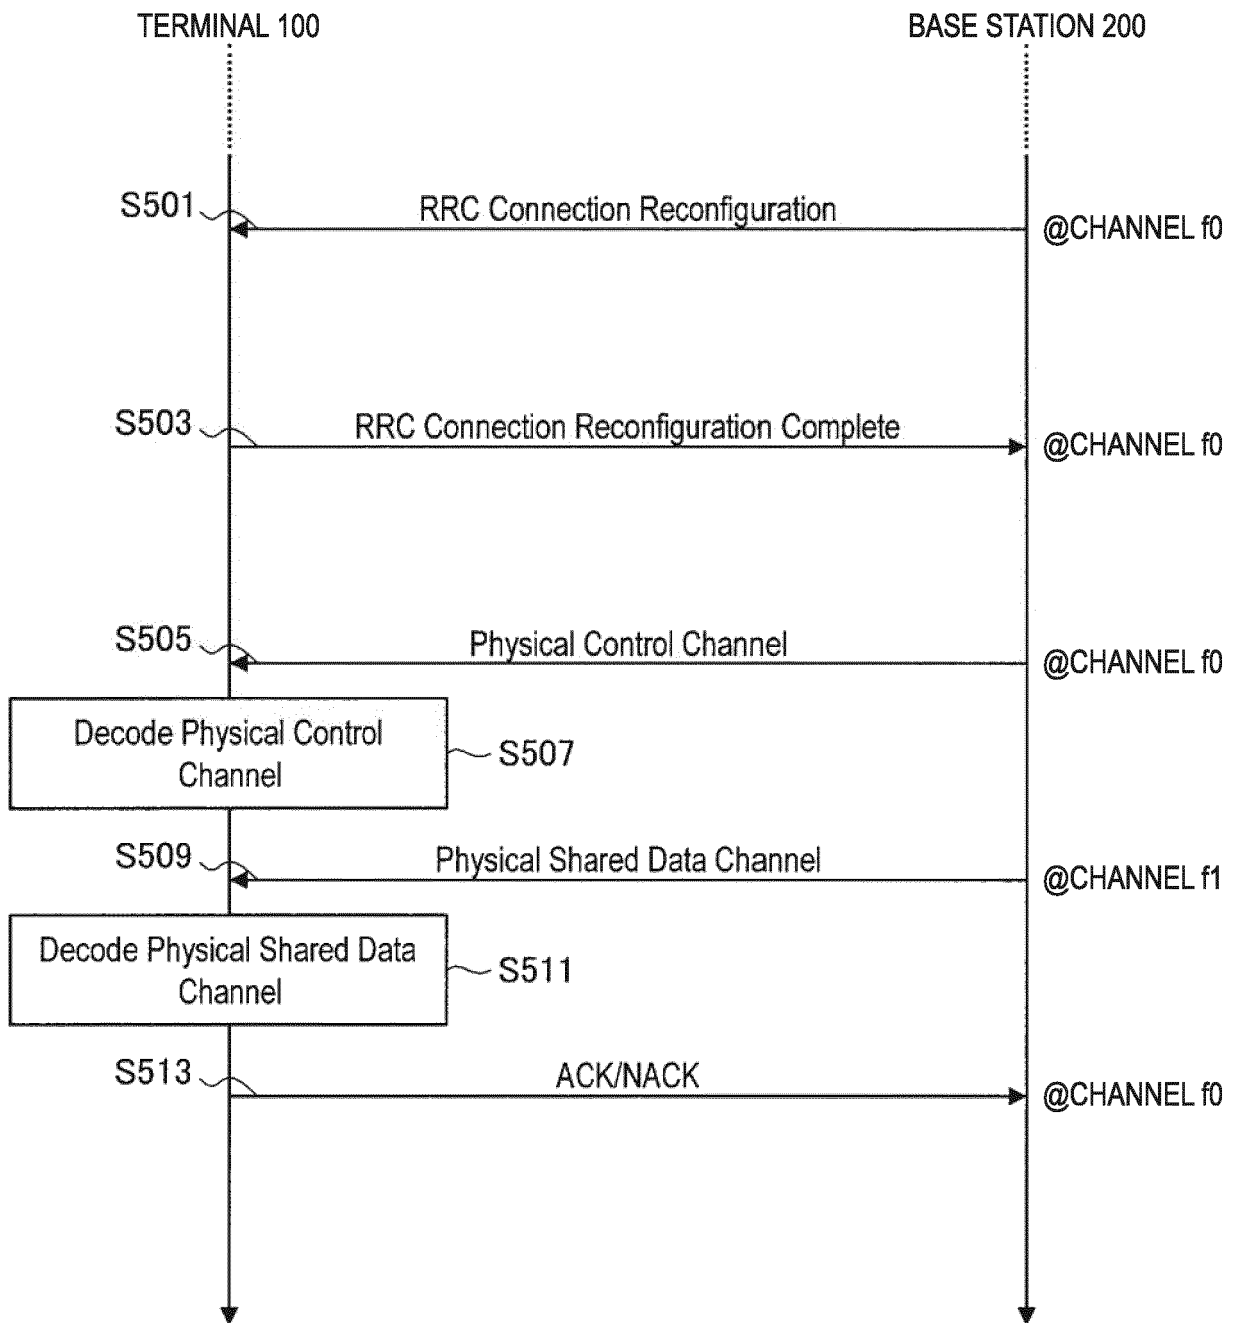 TERMINAL 100
BASE STATION 200
S501
RRC Connection Reconfiguration
@CHANNEL f0
S503
RRC Connection Reconfiguration Complete
@CHANNEL f0
S505
Physical Control Channel
@CHANNEL f0
Decode Physical Control
Channel
S507
S509
Physical Shared Data Channel
@CHANNEL f1
Decode Physical Shared Data
Channel
S511
S513
ACK/NACK
@CHANNEL f0